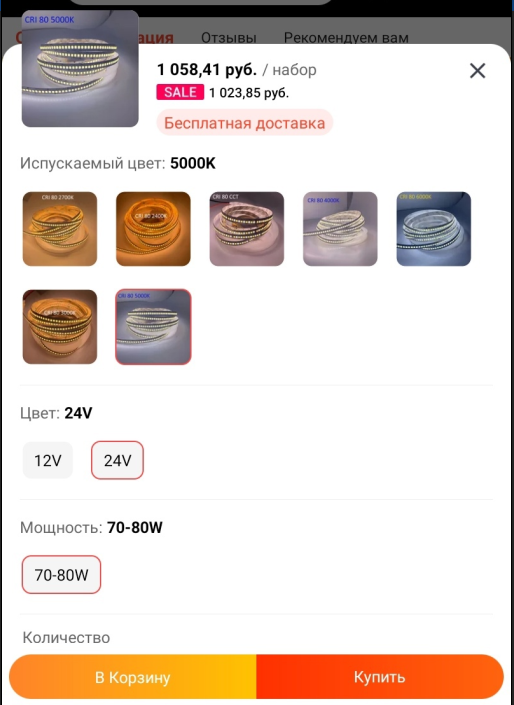 CRI 80 5000K
ция Отзывы Рекомендуем вам
1 058,41 руб. / набор
SALE 1 023,85 руб.
Бесплатная доставка
Испускаемый цвет: 5000K
CRI 80 2700K
CRI 80 2400K
CRI 80 CCT
CRI 80 4000K
CRI 80 6000K
CRI 80 3000K
CRI 80 5000K
Цвет: 24V
12V 24V
Мощность: 70-80W
70-80W
Количество
В Корзину Купить